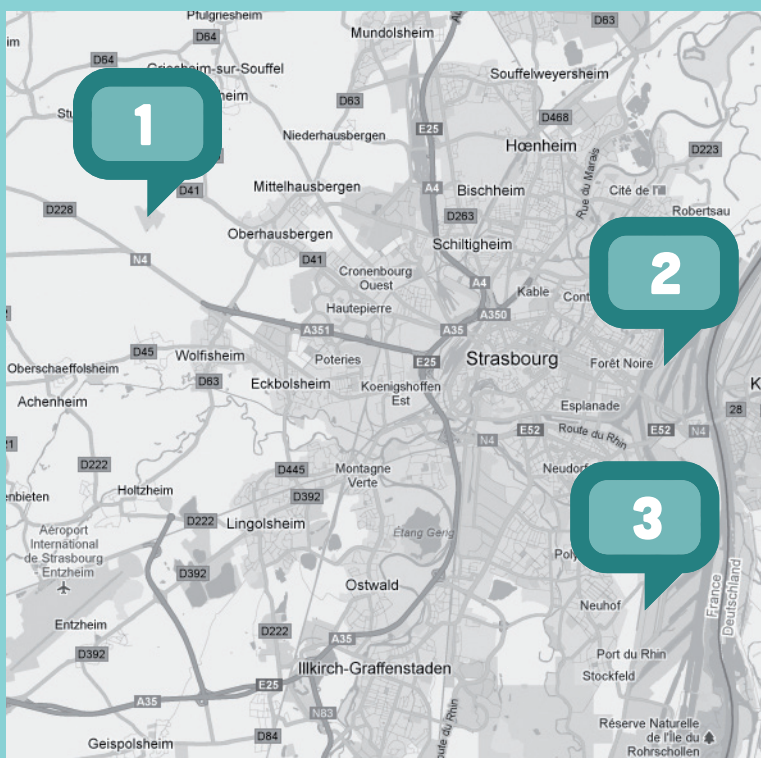 Pfulgriesheim
D64
Mundolsheim
D63
D64
Griesheim-sur-Souffel
Souffelweyersheim
D63
D468
1
E25
Niederhausbergen
Hœnheim
D223
Rue du Marais
D41
Mittelhausbergen
A4
Bischheim
Cité de l'ill
D228
D263
Robertsau
Oberhausbergen
Schiltigheim
N4
D41
Cronenbourg
Ouest
A4
Kable
2
Hautepierre
A350
A351
A35
D45
Wolfisheim
Poteries
E25
Strasbourg
Forêt Noire
Oberschaeffolsheim
D63
Eckbolsheim
Koenigshoffen
Est
Achenheim
Esplanade
28
E52
Route du Rhin
E52
N4
N4
D222
D445
Montagne
Verte
Neudorf
Holtzheim
D392
D222
Lingolsheim
3
Aéroport
International
de Strasbourg
Entzheim
Étang Gerig
D392
Ostwald
France
Deutschland
Neuhof
Entzheim
D222
D392
A35
Port du Rhin
Illkirch-Graffenstaden
Stockfeld
E25
A35
N83
Réserve Naturelle
de l'Île du
Rohrschollen
D84
Geispolsheim